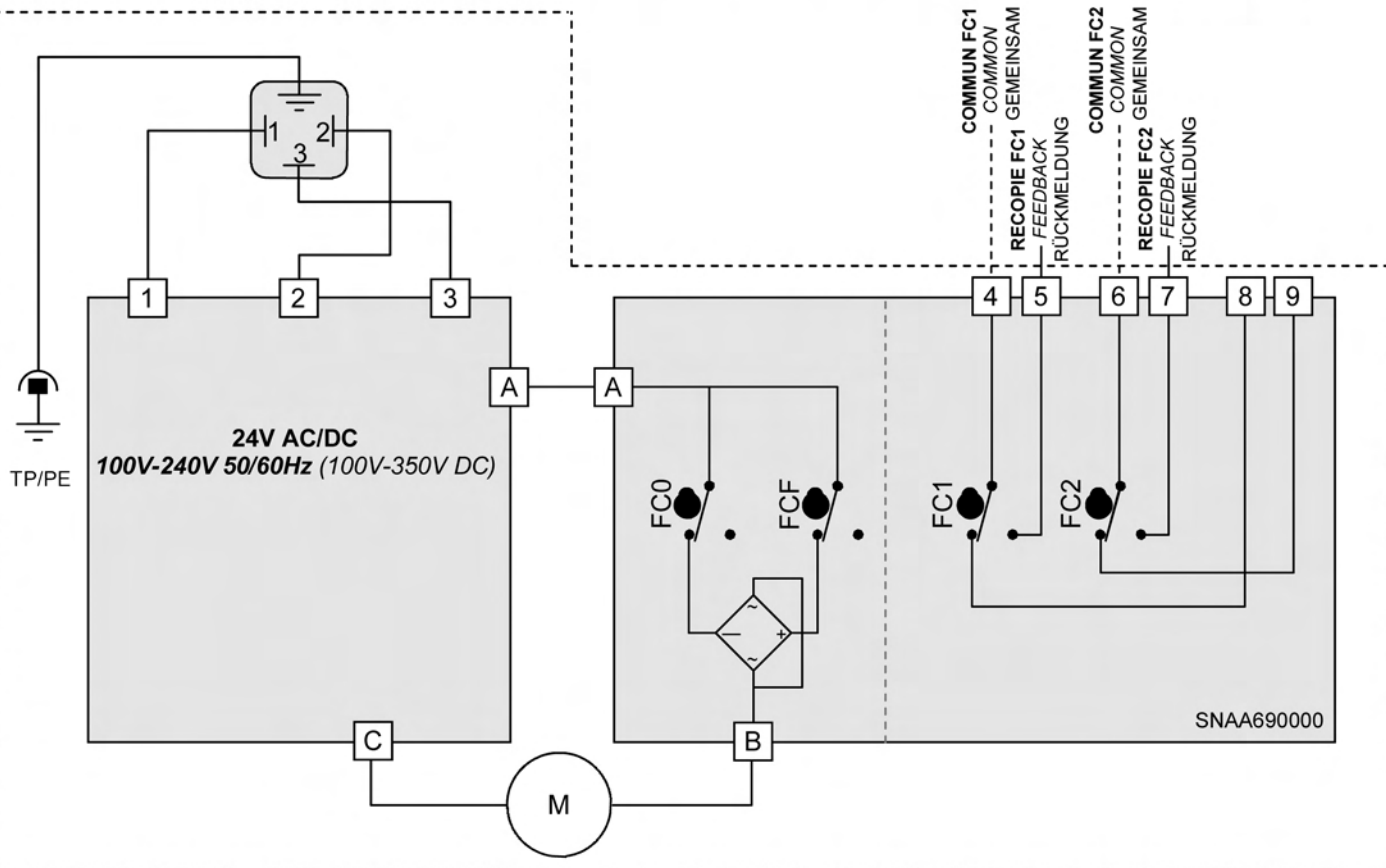 COMMUN FC1
COMMON
GEMEINSAM
RECOPIE FC1
FEEDBACK
RÜCKMELDUNG
COMMUN FC2
COMMON
GEMEINSAM
RECOPIE FC2
FEEDBACK
RÜCKMELDUNG
1 2
3
1 2 3
4 5 6 7 8 9
A A
24V AC/DC
100V-240V 50/60Hz (100V-350V DC)
TP/PE
FC0 FCF FC1 FC2
~
— +
~
SNAA690000
C B
M